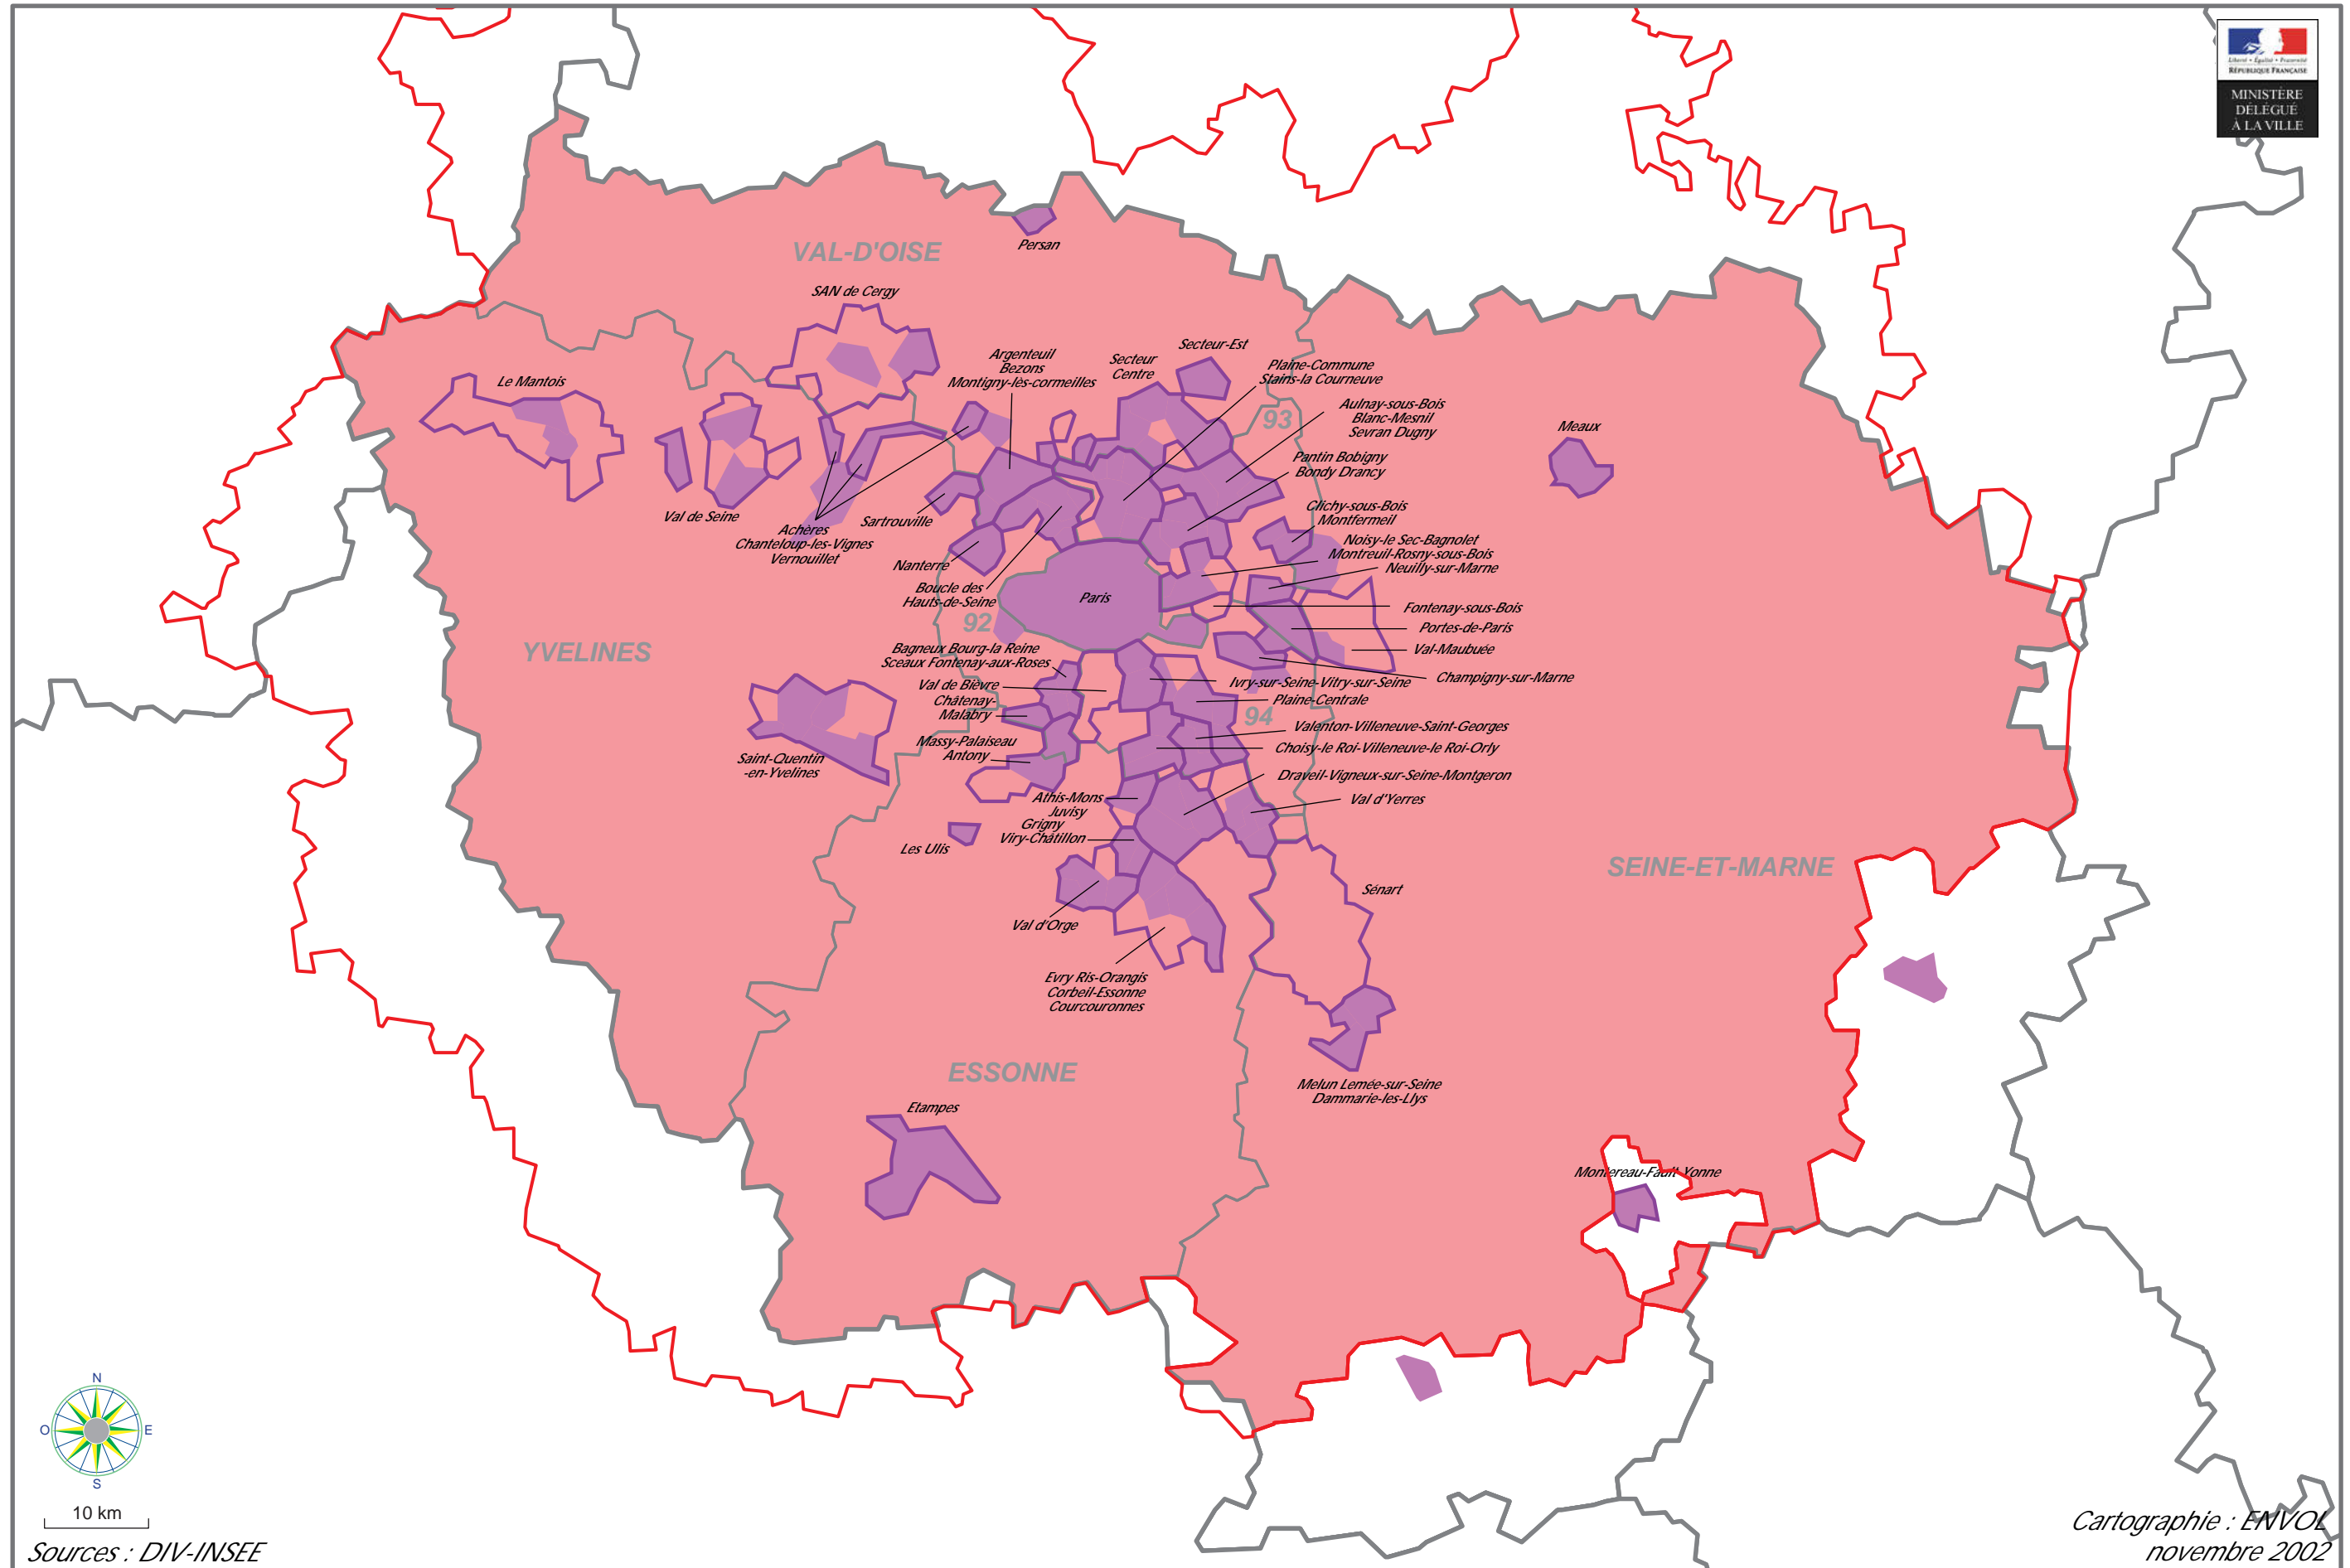 Liberté • Égalité • Fraternité
RÉPUBLIQUE FRANÇAISE
MINISTÈRE
DÉLÉGUÉ
À LA VILLE
VAL-D'OISE
Persan
SAN de Cergy
Le Mantois
Argenteuil
Bezons
Montigny-lès-cormeilles
Secteur
Centre
Secteur-Est
Plaine-Commune
Stains-la Courneuve
Aulnay-sous-Bois
Blanc-Mesnil
Sevran Dugny
93
Meaux
Pantin Bobigny
Bondy Drancy
Clichy-sous-Bois
Montfermeil
Val de Seine
Achères
Chanteloup-les-Vignes
Vernouillet
Sartrouville
Nanterre
Boucle des
Hauts-de-Seine
Noisy-le Sec-Bagnolet
Montreuil-Rosny-sous-Bois
Neuilly-sur-Marne
Paris
Fontenay-sous-Bois
92
Portes-de-Paris
YVELINES
Val-Maubuée
Bagneux Bourg-la Reine
Sceaux Fontenay-aux-Roses
Champigny-sur-Marne
Val de Bièvre
Ivry-sur-Seine-Vitry-sur-Seine
Châtenay-
Malabry
Plaine-Centrale
94
Valenton-Villeneuve-Saint-Georges
Massy-Palaiseau
Antony
Choisy-le Roi-Villeneuve-le Roi-Orly
Saint-Quentin
-en-Yvelines
Draveil-Vigneux-sur-Seine-Montgeron
Athis-Mons
Juvisy
Val d'Yerres
Grigny
Viry-Châtillon
Les Ulis
SEINE-ET-MARNE
Sénart
Val d'Orge
Evry Ris-Orangis
Corbeil-Essonne
Courcouronnes
ESSONNE
Melun Lemée-sur-Seine
Dammarie-les-Llys
Etampes
Montereau-Fault-Yonne
N
O
E
S
10 km
Sources : DIV-INSEE
Cartographie : ENVOL
novembre 2002